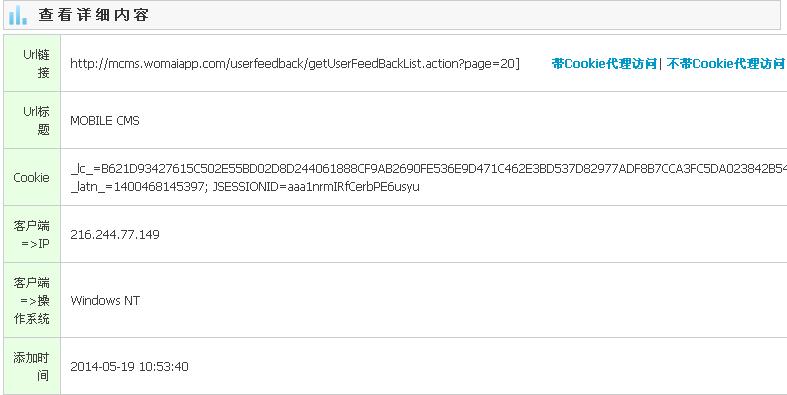 查看详细内容
Url链接
http://mcms.womaiapp.com/userfeedback/getUserFeedBackList.action?page=20] 带Cookie代理访问| 不带Cookie代理访问
Url标题
MOBILE CMS
Cookie
_lc_=B621D93427615C502E55BD02D8D244061888CF9AB2690FE536E9D471C462E3BD537D82977ADF8B7CCA3FC5DA023842B54
_latn_=1400468145397; JSESSIONID=aaa1nrmIRfCerbPE6usyu
客户端
=>IP
216.244.77.149
客户端
=>操
作系统
Windows NT
添加时
间
2014-05-19 10:53:40